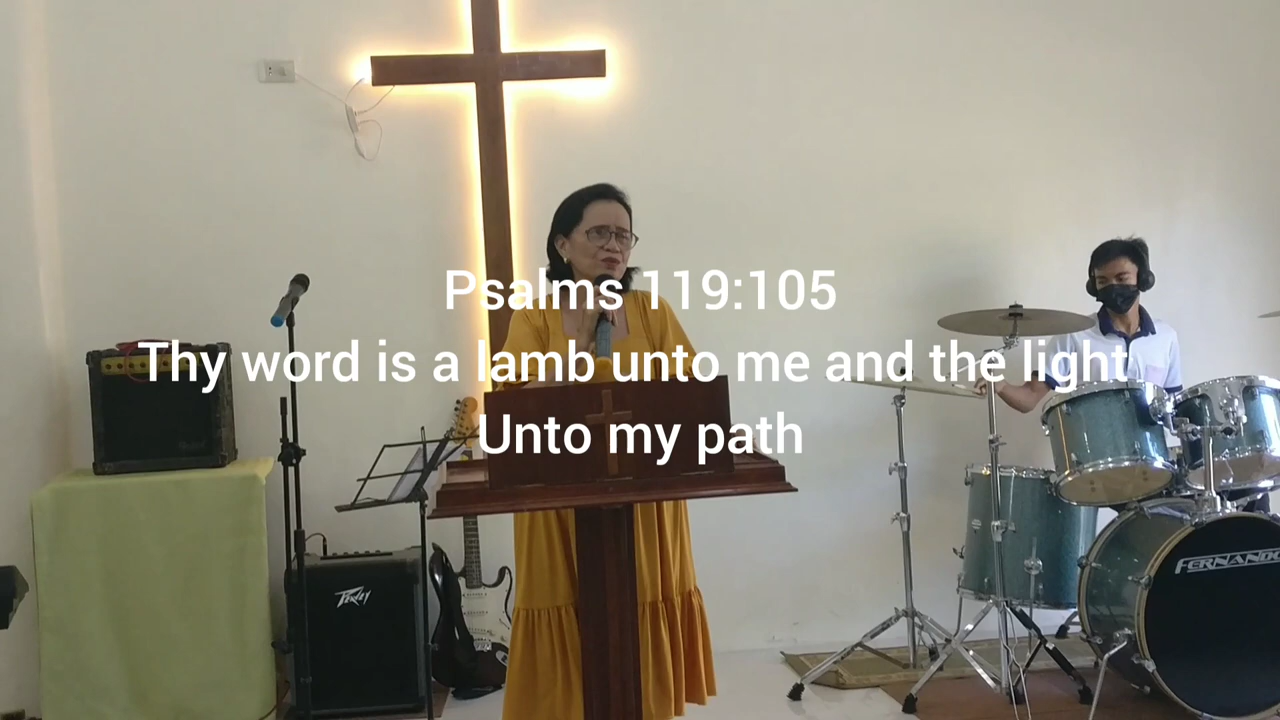 Psalms 119:105
Thy word is a lamb unto me and the light
Unto my path
PEAVEY
FERNANDO